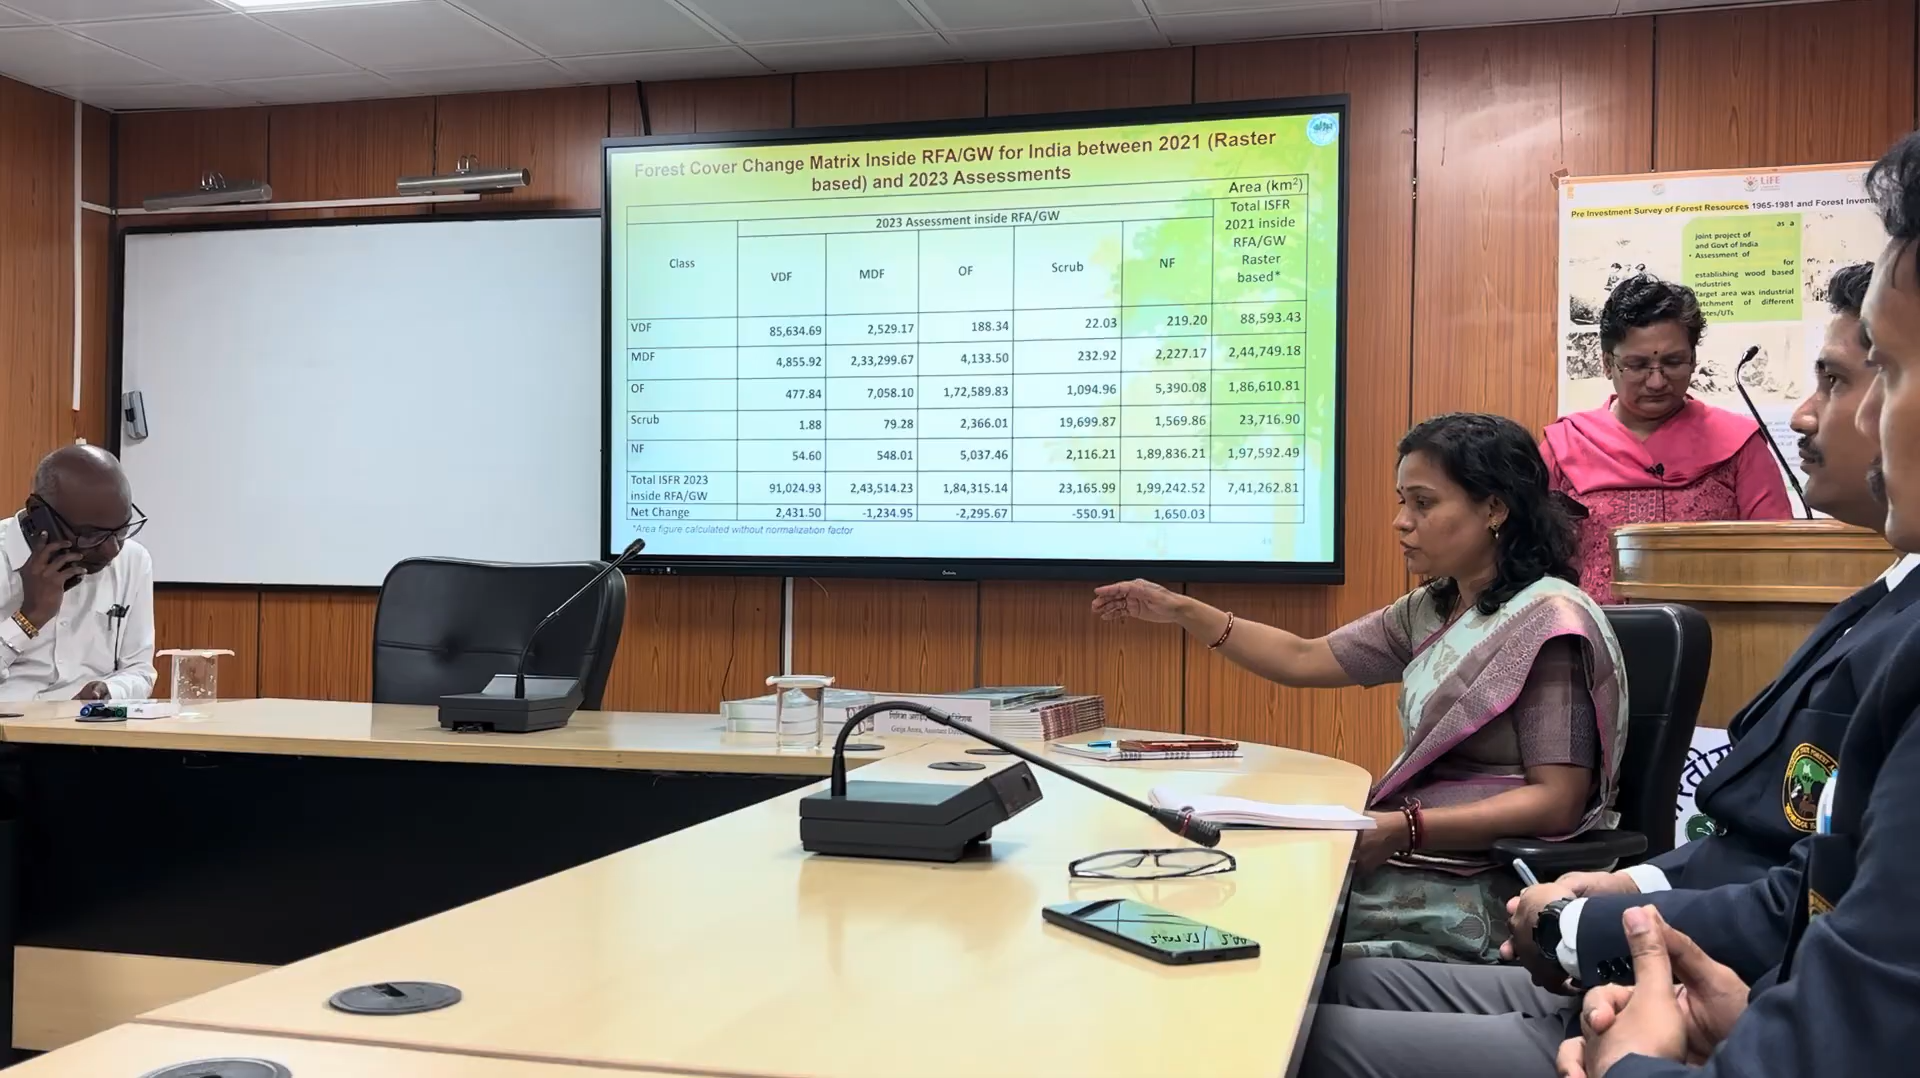 Forest Cover Change Matrix Inside RFA/GW for India between 2021 (Raster
based) and 2023 Assessments
Area (km²)
Class
2023 Assessment inside RFA/GW
Total ISFR
2021 inside
RFA/GW
Raster
based*
VDF MDF OF Scrub NF
VDF 85,634.69 2,529.17 188.34 22.03 219.20 88,593.43
MDF 4,855.92 2,33,299.67 4,133.50 232.92 2,227.17 2,44,749.18
OF 477.84 7,058.10 1,72,589.83 1,094.96 5,390.08 1,86,610.81
Scrub 1.88 79.28 2,366.01 19,699.87 1,569.86 23,716.90
NF 54.60 548.01 5,037.46 2,116.21 1,89,836.21 1,97,592.49
Total ISFR 2023
inside RFA/GW 91,024.93 2,43,514.23 1,84,315.14 23,165.99 1,99,242.52 7,41,262.81
Net Change 2,431.50 -1,234.95 -2,295.67 -550.91 1,650.03
*Area figure calculated without normalization factor
LiFE
Pre Investment Survey of Forest Resources 1965-1981 and Forest
as a
joint project of
and Govt of India
• Assessment of
for
establishing wood based
industries
Target area was industrial
of different